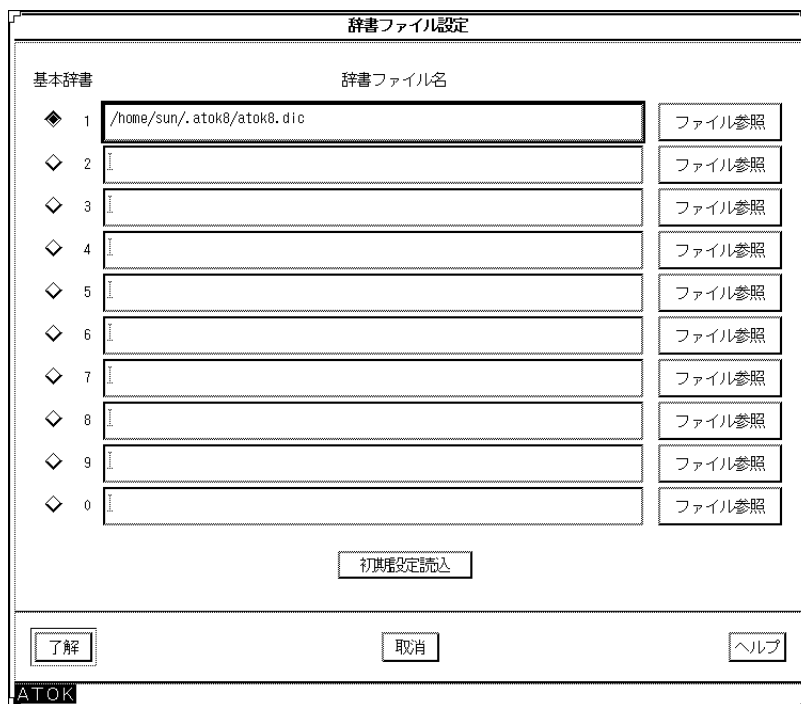 辞書ファイル設定
基本辞書 辞書ファイル名
1 /home/sun/.atok8/atok8.dic ファイル参照
2 ファイル参照
3 ファイル参照
4 ファイル参照
5 ファイル参照
6 ファイル参照
7 ファイル参照
8 ファイル参照
9 ファイル参照
0 ファイル参照
初期設定読込
了解 取消 ヘルプ
ATOK